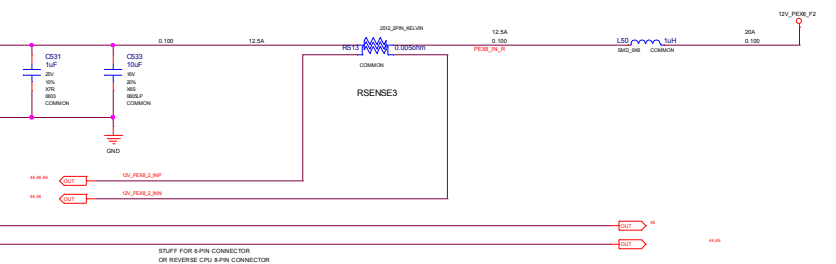 12V_PEX8_F2
2512_2PIN_KELVIN
0.100 12.5A
RS13 0.005ohm
12.5A
0.100
PEX8_IN_R
L50 1uH
SMD_9X8 COMMON
20A
0.100
COMMON
RSENSE3
C531
1uF
25V
10%
X7R
0603
COMMON
C533
10uF
16V
20%
X6S
0805LP
COMMON
GND
OUT
12V_PEX8_2_INP
OUT
12V_PEX8_2_INN
OUT
OUT
STUFF FOR 6-PIN CONNECTOR
OR REVERSE CPU 8-PIN CONNECTOR